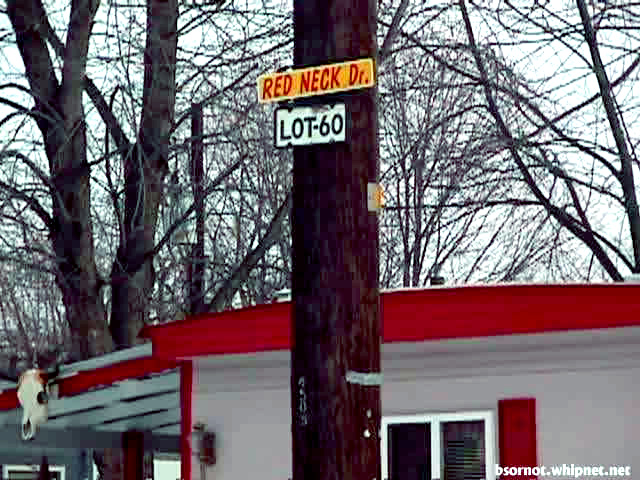 RED NECK Dr.
LOT-60
bsornot.whipnet.net